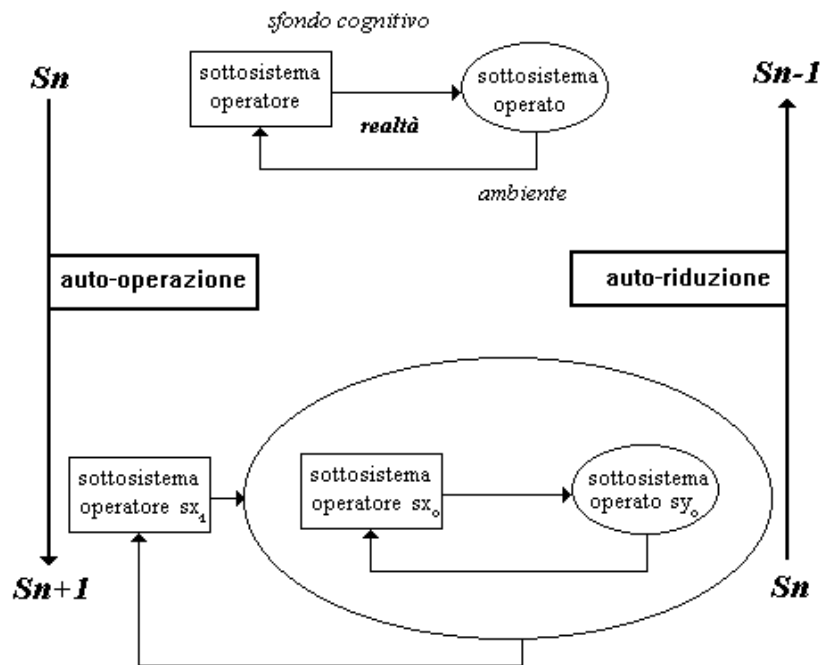 sfondo cognitivo
Sn
sottosistema
operatore
sottosistema
operato
Sn-1
realtà
ambiente
auto-operazione
auto-riduzione
sottosistema
operatore sx₁
sottosistema
operatore sx₀
sottosistema
operato sy₀
Sn+1
Sn